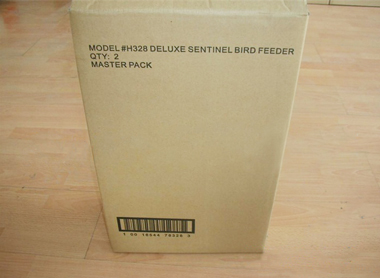 MODEL #H328 DELUXE SENTINEL BIRD FEEDER
QTY: 2
MASTER PACK